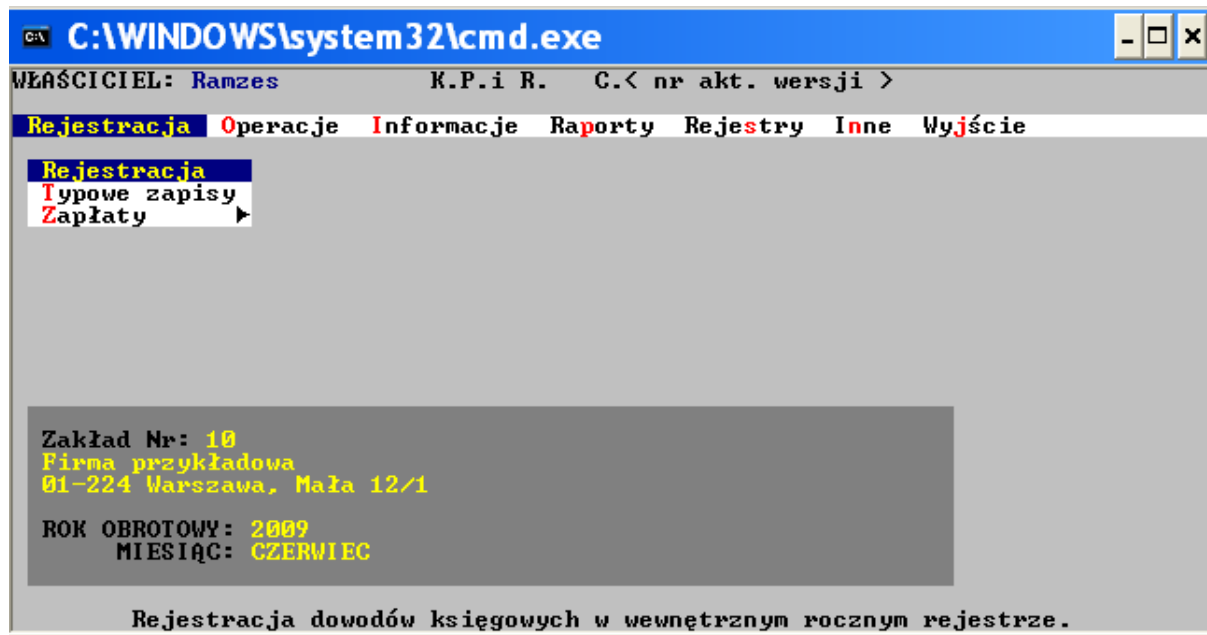 C:\WINDOWS\system32\cmd.exe
WŁAŚCICIEL: Ramzes K.P.i R. C.< nr akt. wersji >
Rejestracja Operacje Informacje Raporty Rejestry Inne Wyjście
Rejestracja
Typowe zapisy
Zapłaty
Zakład Nr: 10
Firma przykładowa
01-224 Warszawa, Mała 12/1
ROK OBROTOWY: 2009
MIESIĄC: CZERWIEC
Rejestracja dowodów księgowych w wewnętrznym rocznym rejestrze.